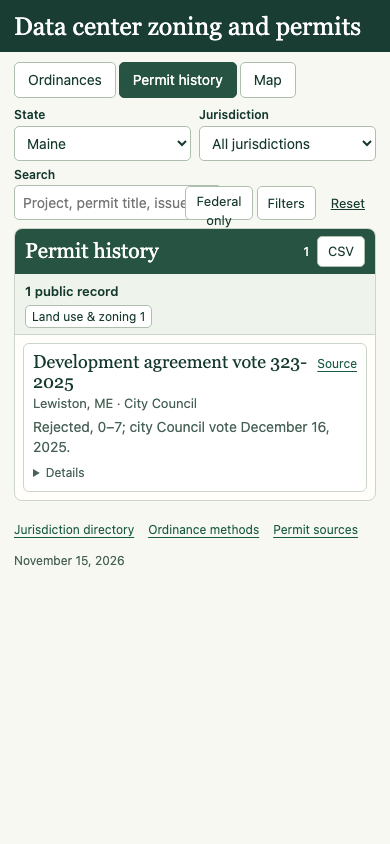 Data center zoning and permits
Ordinances Permit history Map
State Jurisdiction
Maine All jurisdictions
Search
Project, permit title, issue Federal only Filters Reset
Permit history 1 CSV
1 public record
Land use & zoning 1
Development agreement vote 323-2025 Source
Lewiston, ME · City Council
Rejected, 0–7; city Council vote December 16,
2025.
Details
Jurisdiction directory Ordinance methods Permit sources
November 15, 2026